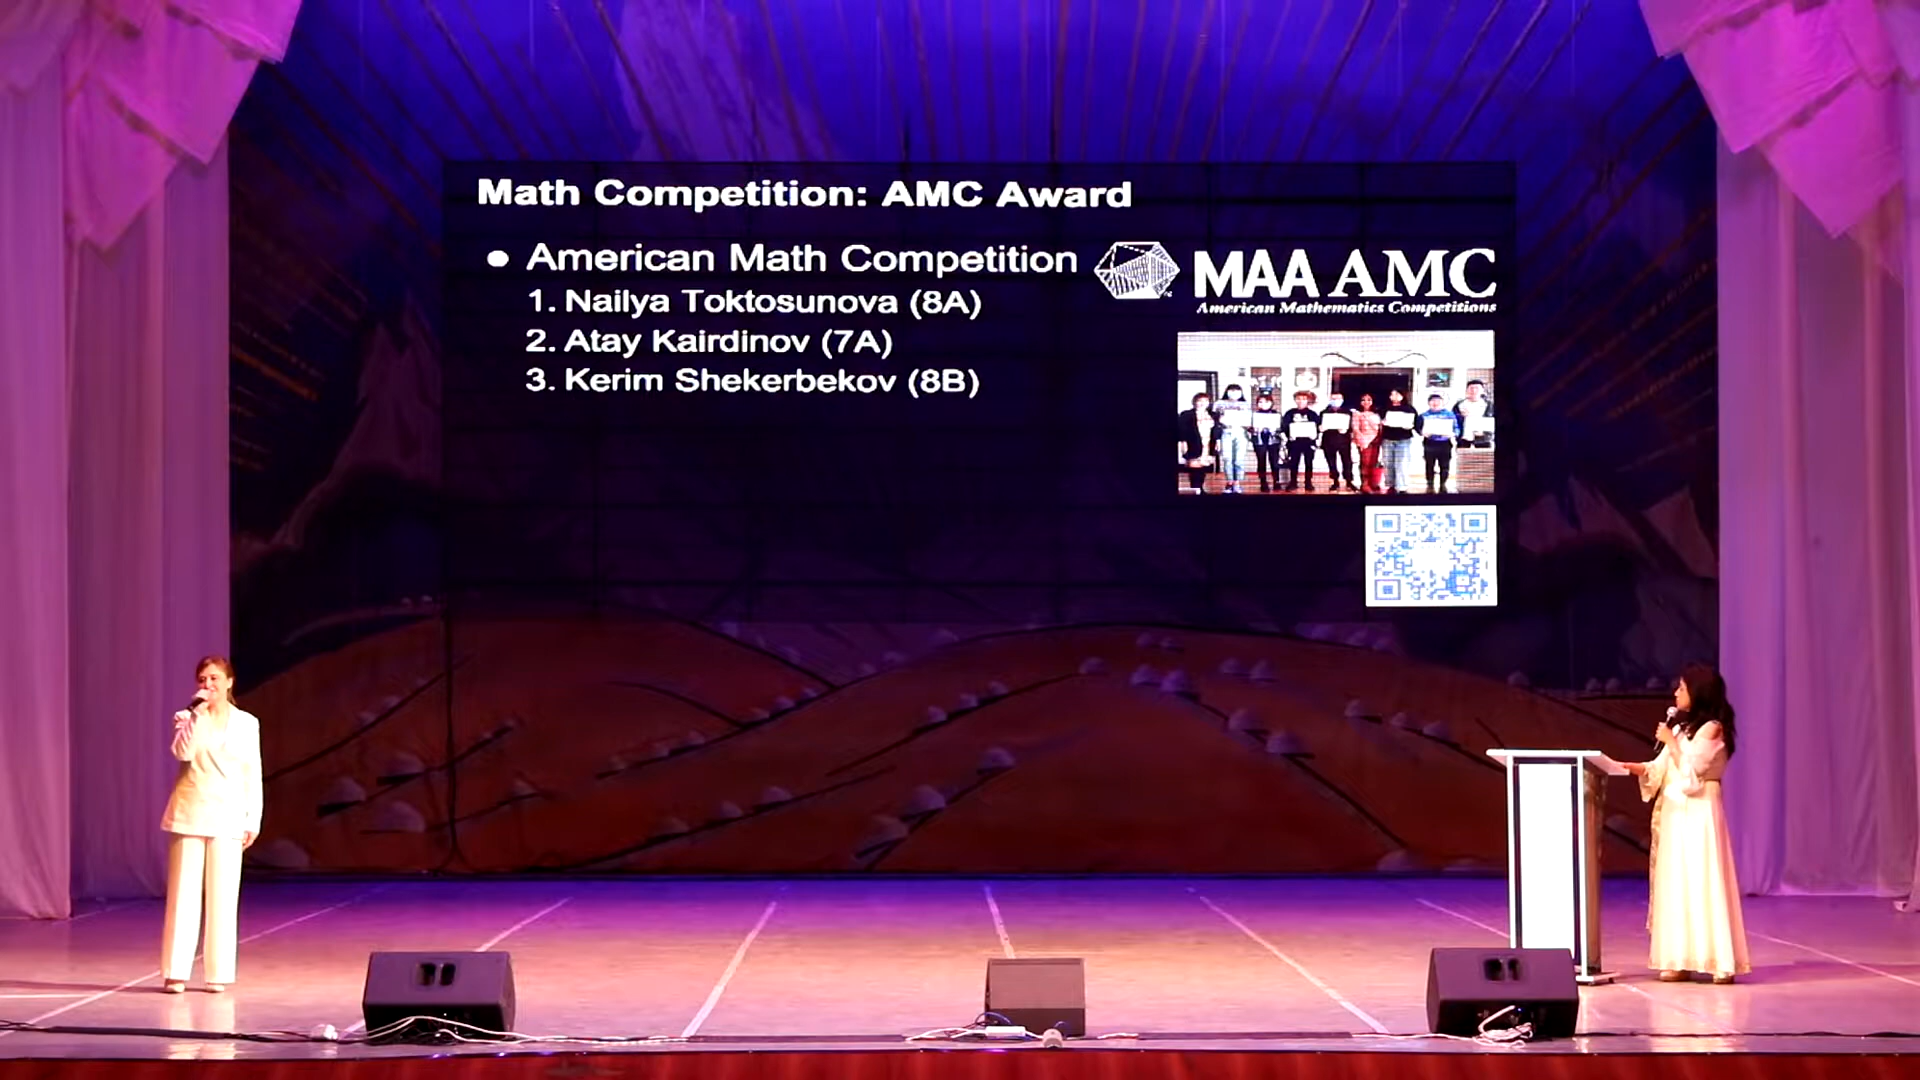 Math Competition: AMC Award
● American Math Competition
1. Nailya Toktosunova (8A)
2. Atay Kairdinov (7A)
3. Kerim Shekerbekov (8B)
MAA AMC
American Mathematics Competitions